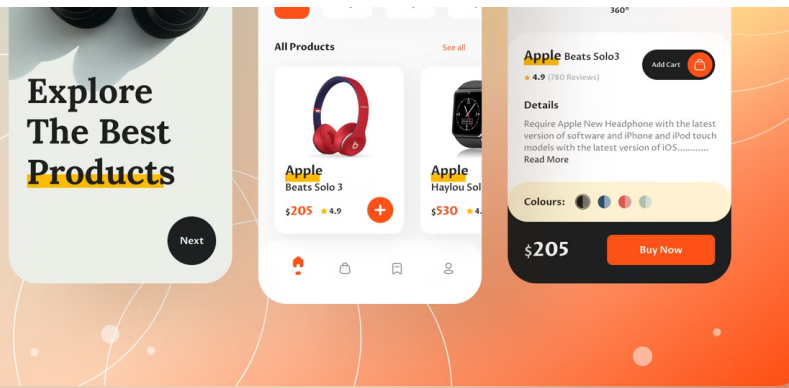 Explore
The Best
Products
Next
All Products
See all
Apple
Beats Solo 3
$205
4.9
Apple
Haylou Sol
$530
4.
360°
Apple Beats Solo3
Add Cart
4.9 (780 Reviews)
Details
Require Apple New Headphone with the latest
version of software and iPhone and iPod touch
models with the latest version of iOS............
Read More
Colours:
$205
Buy Now